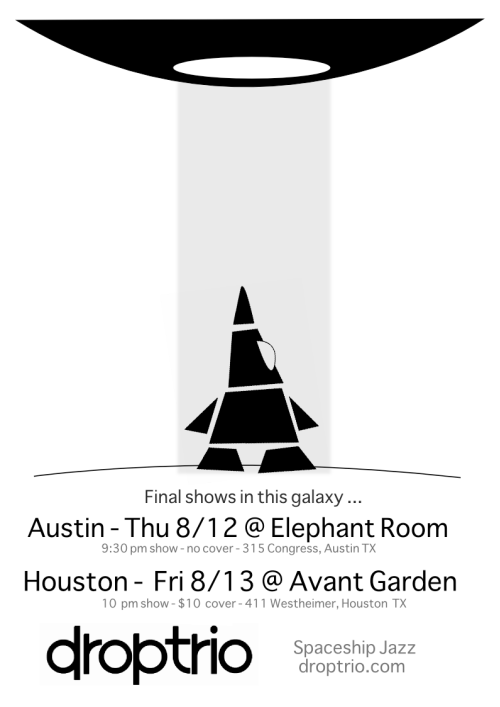 Final shows in this galaxy ...
Austin - Thu 8/12 @ Elephant Room
9:30 pm show - no cover - 315 Congress, Austin TX
Houston - Fri 8/13 @ Avant Garden
10 pm show - $10 cover - 411 Westheimer, Houston TX
droptrio
Spaceship Jazz
droptrio.com